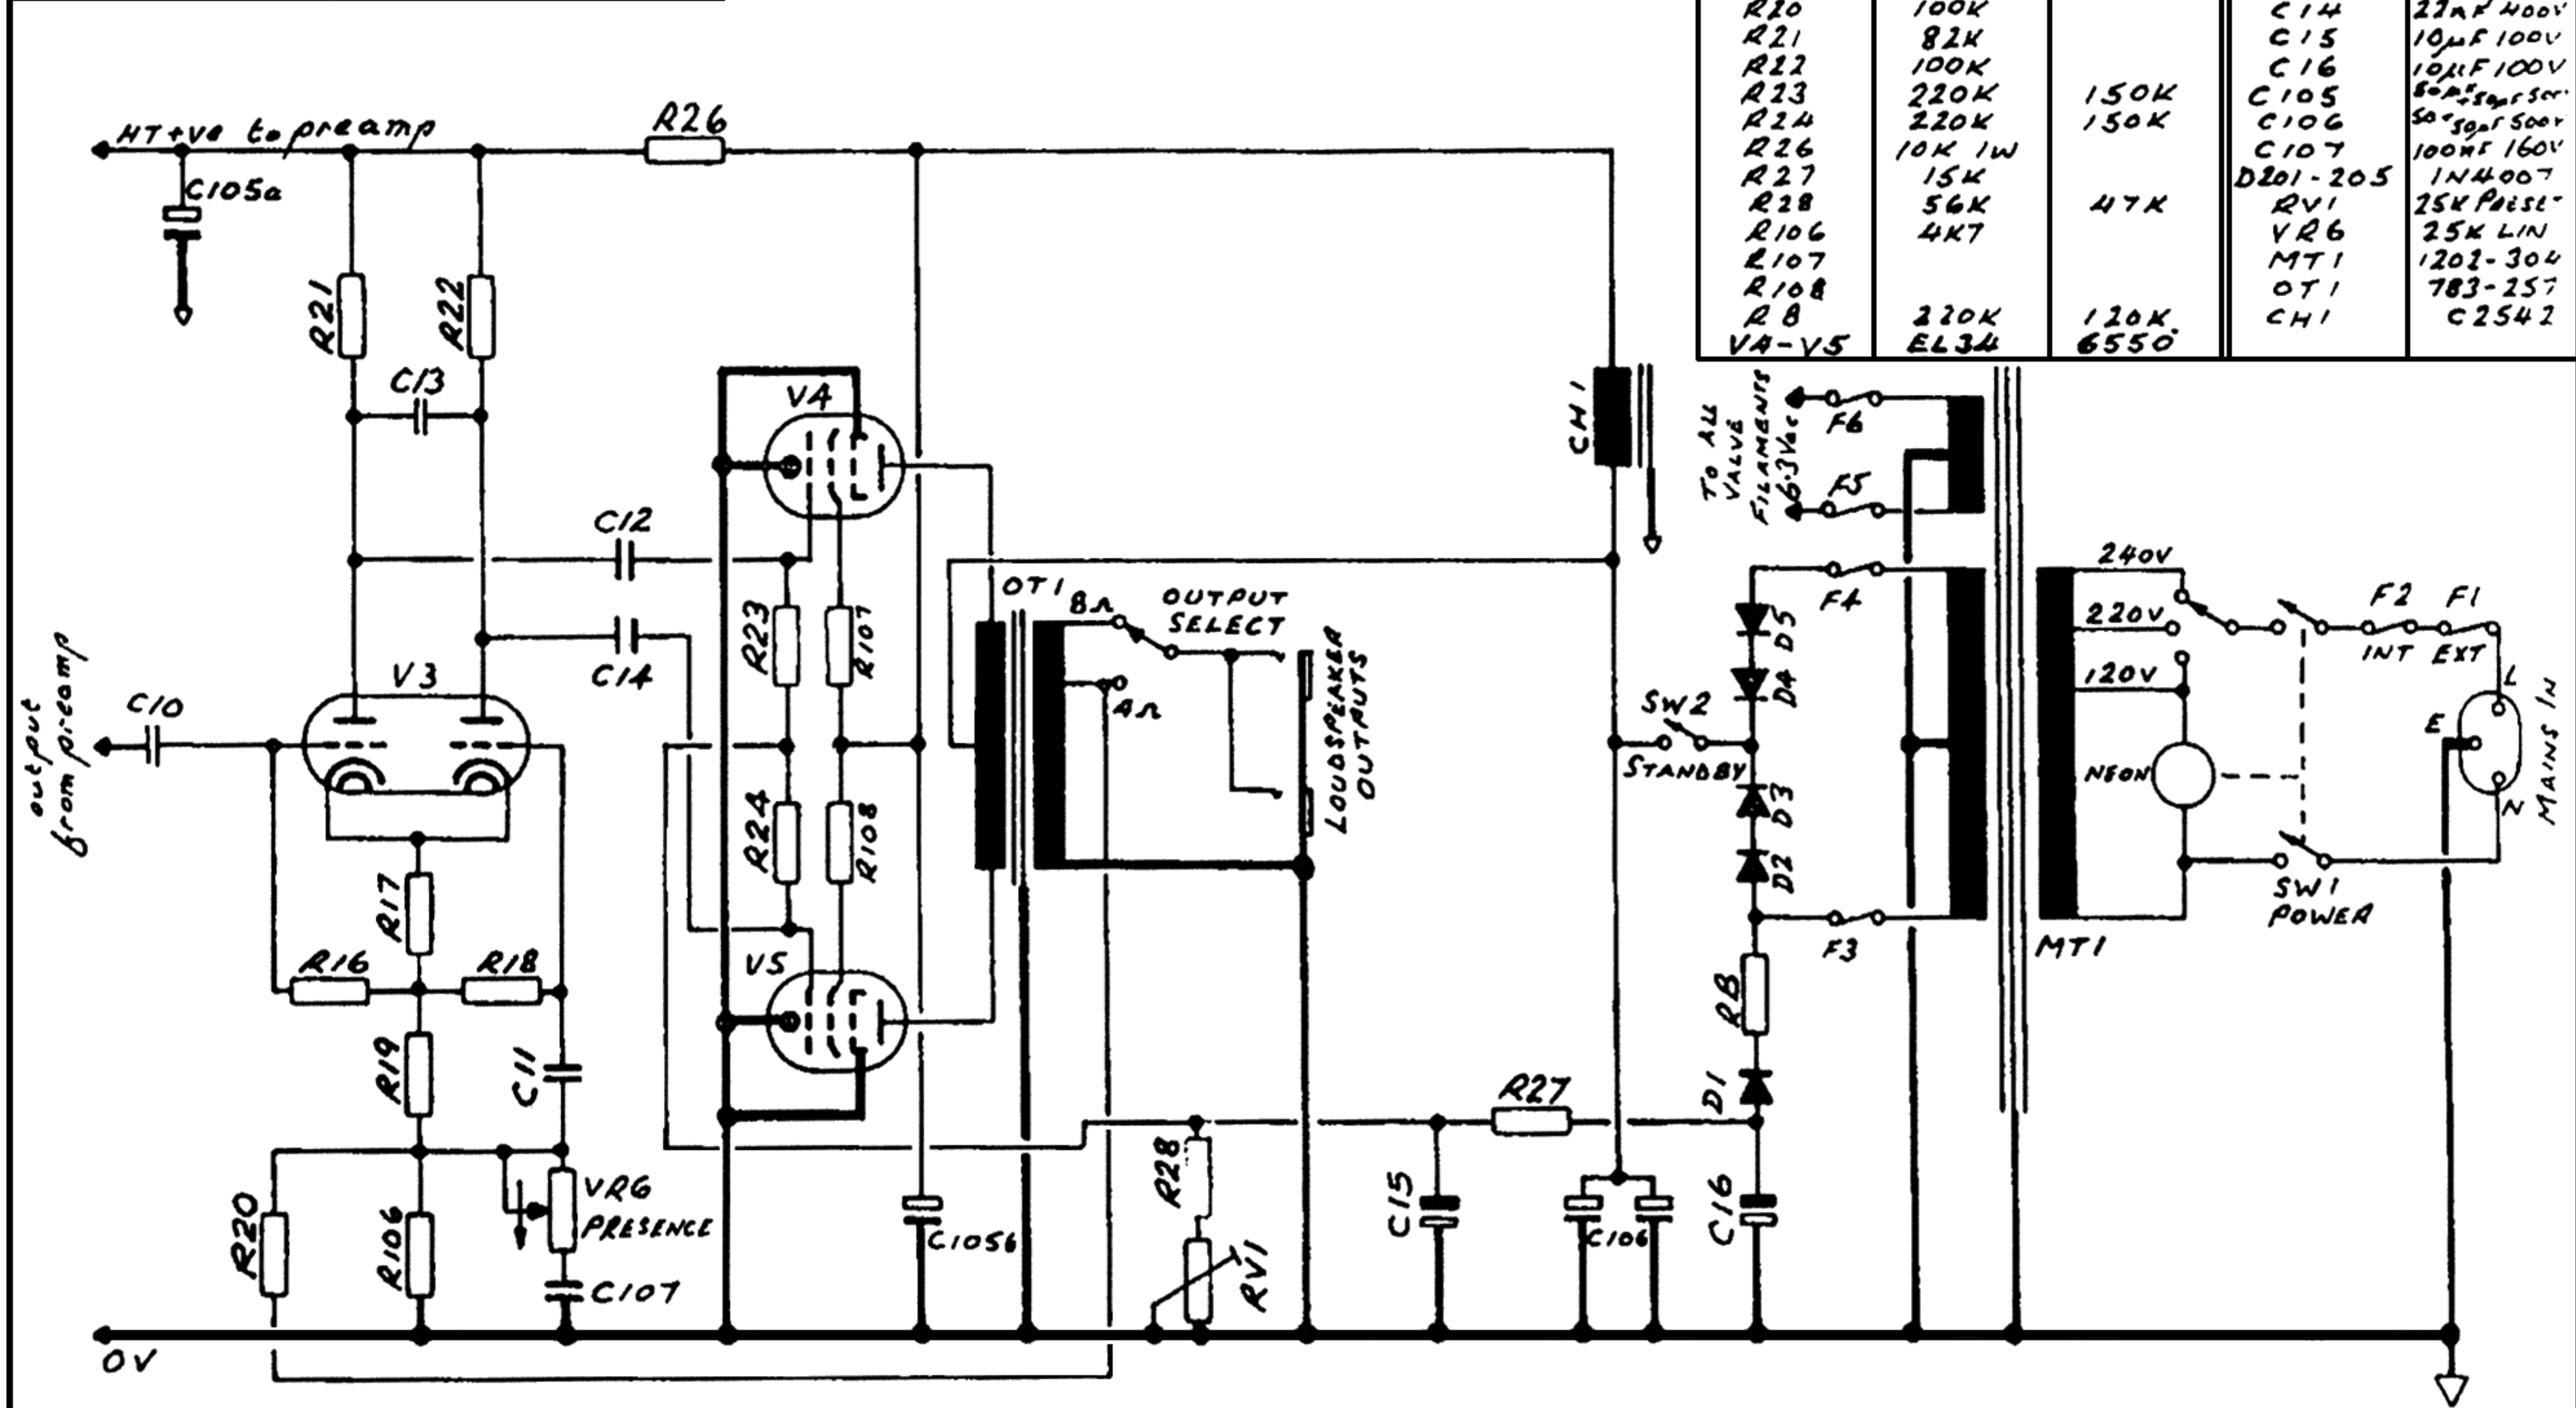 R20 100K C14 22nF 400V
R21 82K C15 10µF 100V
R22 100K C16 10µF 100V
R23 220K 150K C105
R24 220K 150K C106
R26 10K 1W C107 100nF 160V
R27 15K D201-205 1N4007
R28 56K 47K RV1 25K PRESET
R106 4K7 VR6 25K LIN
R107 MT1 1202-304
R108 OT1 783-257
R8 220K 120K CH1 C2542
V4-V5 EL34 6550
HT+ve to preamp
R26
C105a
R21
R22
C13
V4
CH1
TO ALL
VALVE
FILAMENTS
6.3Vac
F6
F5
C12
C14
R23
R107
OT1
8Ω
OUTPUT
SELECT
4Ω
LOUDSPEAKER
OUTPUTS
F4
D5
D4
SW2
STANDBY
D3
D2
F3
240V
220V
120V
NEON
F2
F1
INT
EXT
L
E
N
MAINS IN
SW1
POWER
MT1
output
from preamp
C10
V3
R24
R108
V5
R17
R16
R18
R19
C11
R20
R106
VR6
PRESENCE
C107
C105b
R28
RV1
C15
R27
C106
C16
D1
R8
0V